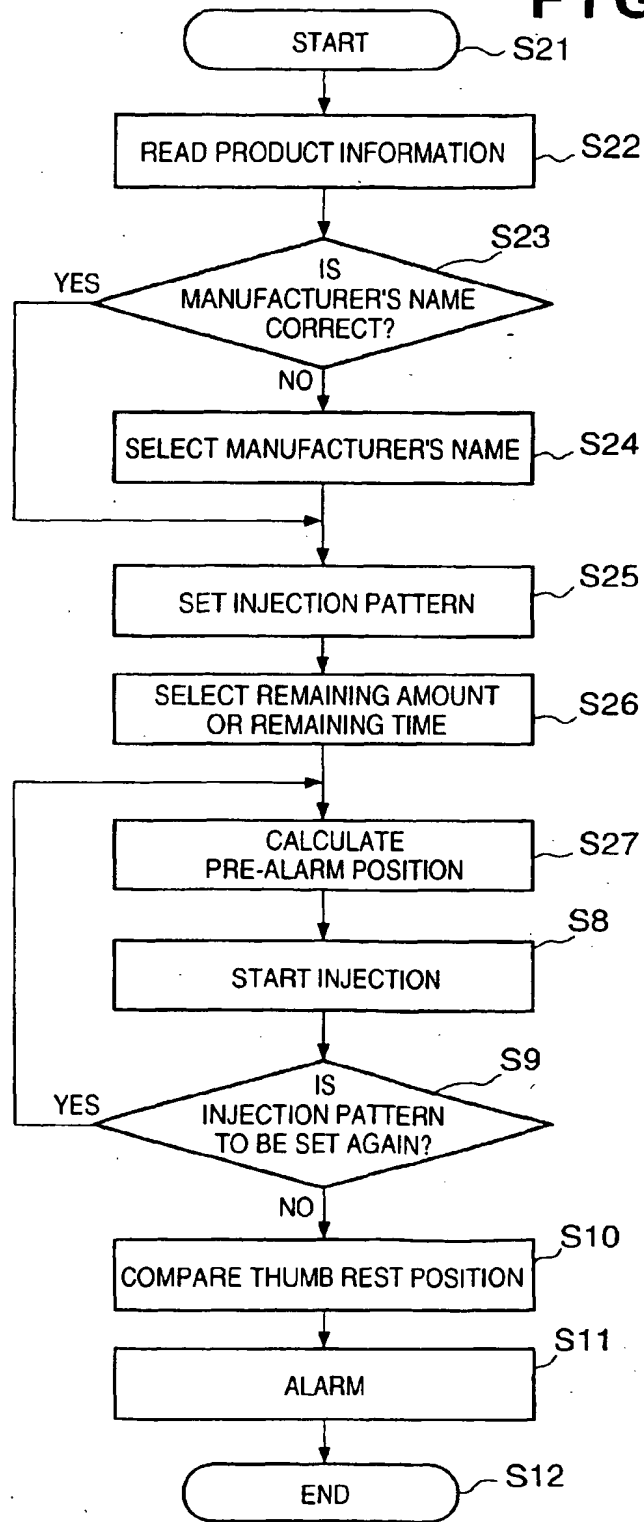 FIG
START
S21
READ PRODUCT INFORMATION
S22
S23
YES
IS
MANUFACTURER'S NAME
CORRECT?
NO
SELECT MANUFACTURER'S NAME
S24
S25
SET INJECTION PATTERN
SELECT REMAINING AMOUNT
OR REMAINING TIME
S26
CALCULATE
PRE-ALARM POSITION
S27
S8
START INJECTION
S9
YES
IS
INJECTION PATTERN
TO BE SET AGAIN?
NO
S10
COMPARE THUMB REST POSITION
S11
ALARM
END
S12